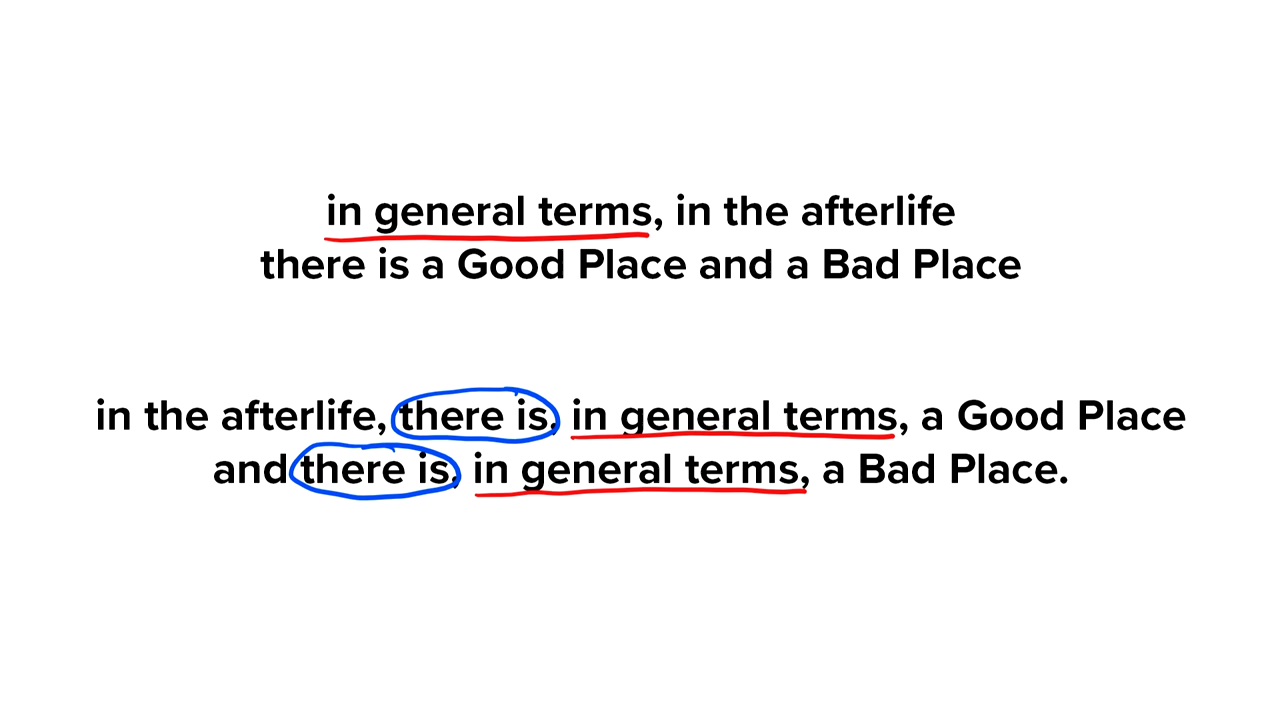 in general terms, in the afterlife
there is a Good Place and a Bad Place
in the afterlife, there is, in general terms, a Good Place
and there is, in general terms, a Bad Place.